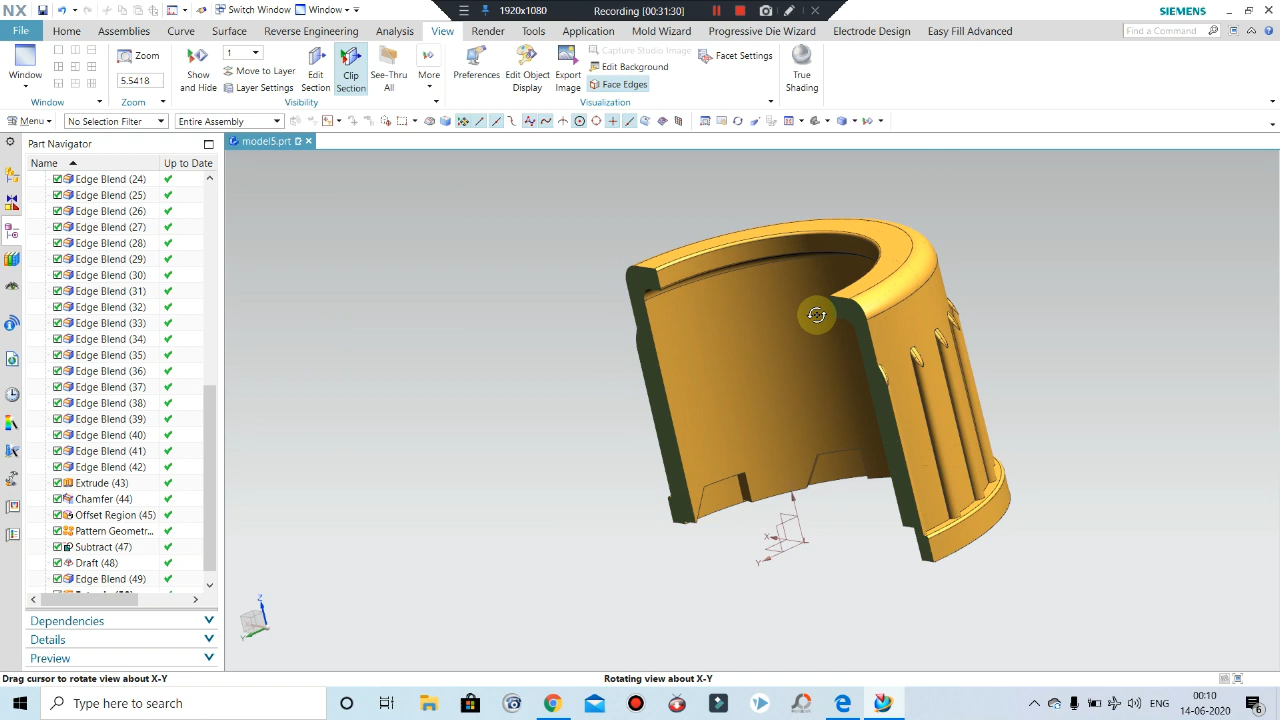 NX
Switch Window
Window
1920x1080
Recording [00:31:30]
SIEMENS
File
Home
Assemblies
Curve
Surface
Reverse Engineering
Analysis
View
Render
Tools
Application
Mold Wizard
Progressive Die Wizard
Electrode Design
Easy Fill Advanced
Find a Command
Window
Zoom
5.5418
Show and Hide
1
Move to Layer
Layer Settings
Edit Section
Clip Section
See-Thru All
More
Preferences
Edit Object Display
Export Image
Capture Studio Image
Edit Background
Face Edges
Facet Settings
True Shading
Window
Zoom
Visibility
Visualization
Menu
No Selection Filter
Entire Assembly
Part Navigator
model5.prt
Name
Up to Date
Edge Blend (24)
Edge Blend (25)
Edge Blend (26)
Edge Blend (27)
Edge Blend (28)
Edge Blend (29)
Edge Blend (30)
Edge Blend (31)
Edge Blend (32)
Edge Blend (33)
Edge Blend (34)
Edge Blend (35)
Edge Blend (36)
Edge Blend (37)
Edge Blend (38)
Edge Blend (39)
Edge Blend (40)
Edge Blend (41)
Edge Blend (42)
Extrude (43)
Chamfer (44)
Offset Region (45)
Pattern Geometr...
Subtract (47)
Draft (48)
Edge Blend (49)
Dependencies
Details
Preview
X
Y
Z
Y
Drag cursor to rotate view about X-Y
Rotating view about X-Y
Type here to search
ENG
00:10
14-06-2020
6